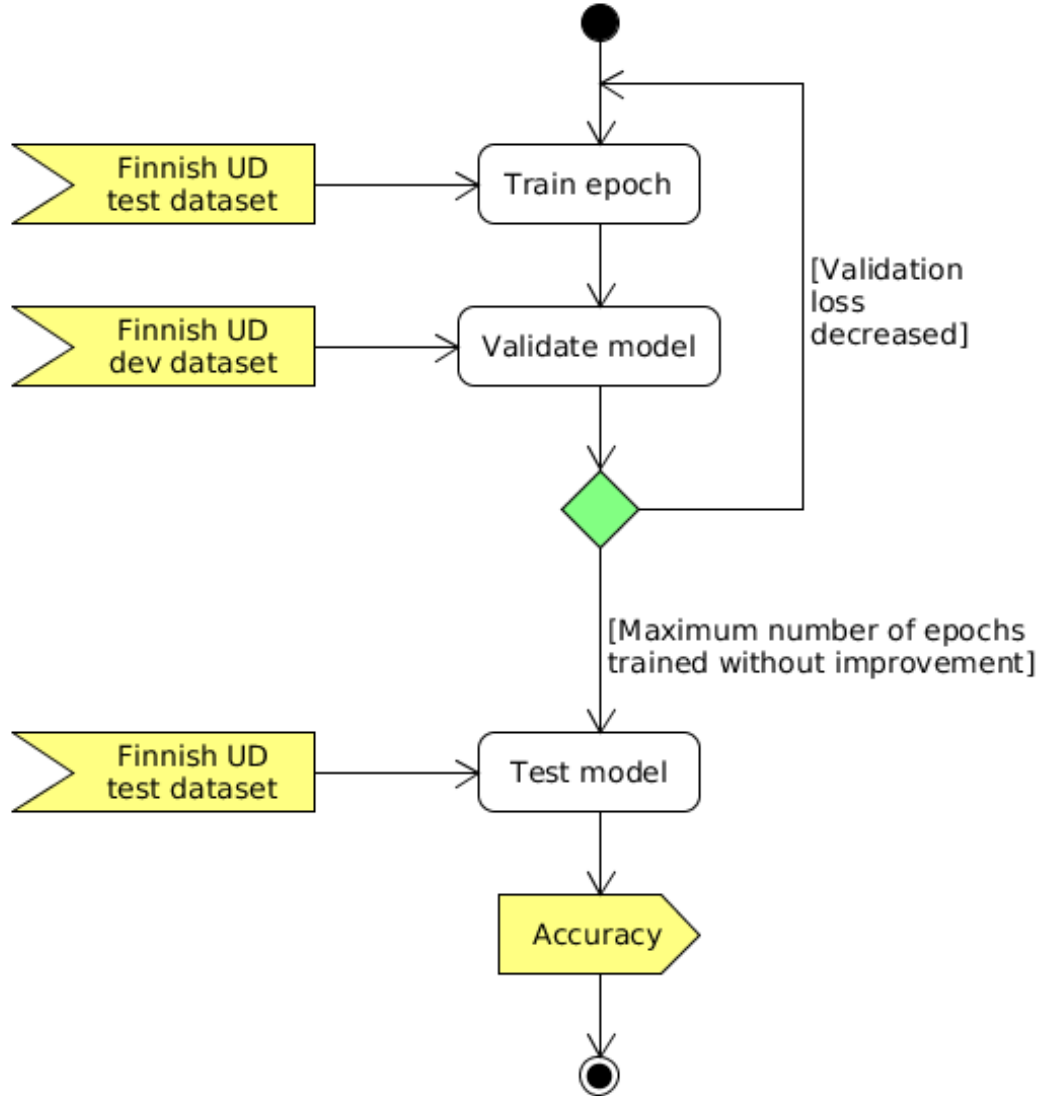 Finnish UD
test dataset
Train epoch
[Validation
loss
decreased]
Finnish UD
dev dataset
Validate model
[Maximum number of epochs
trained without improvement]
Finnish UD
test dataset
Test model
Accuracy